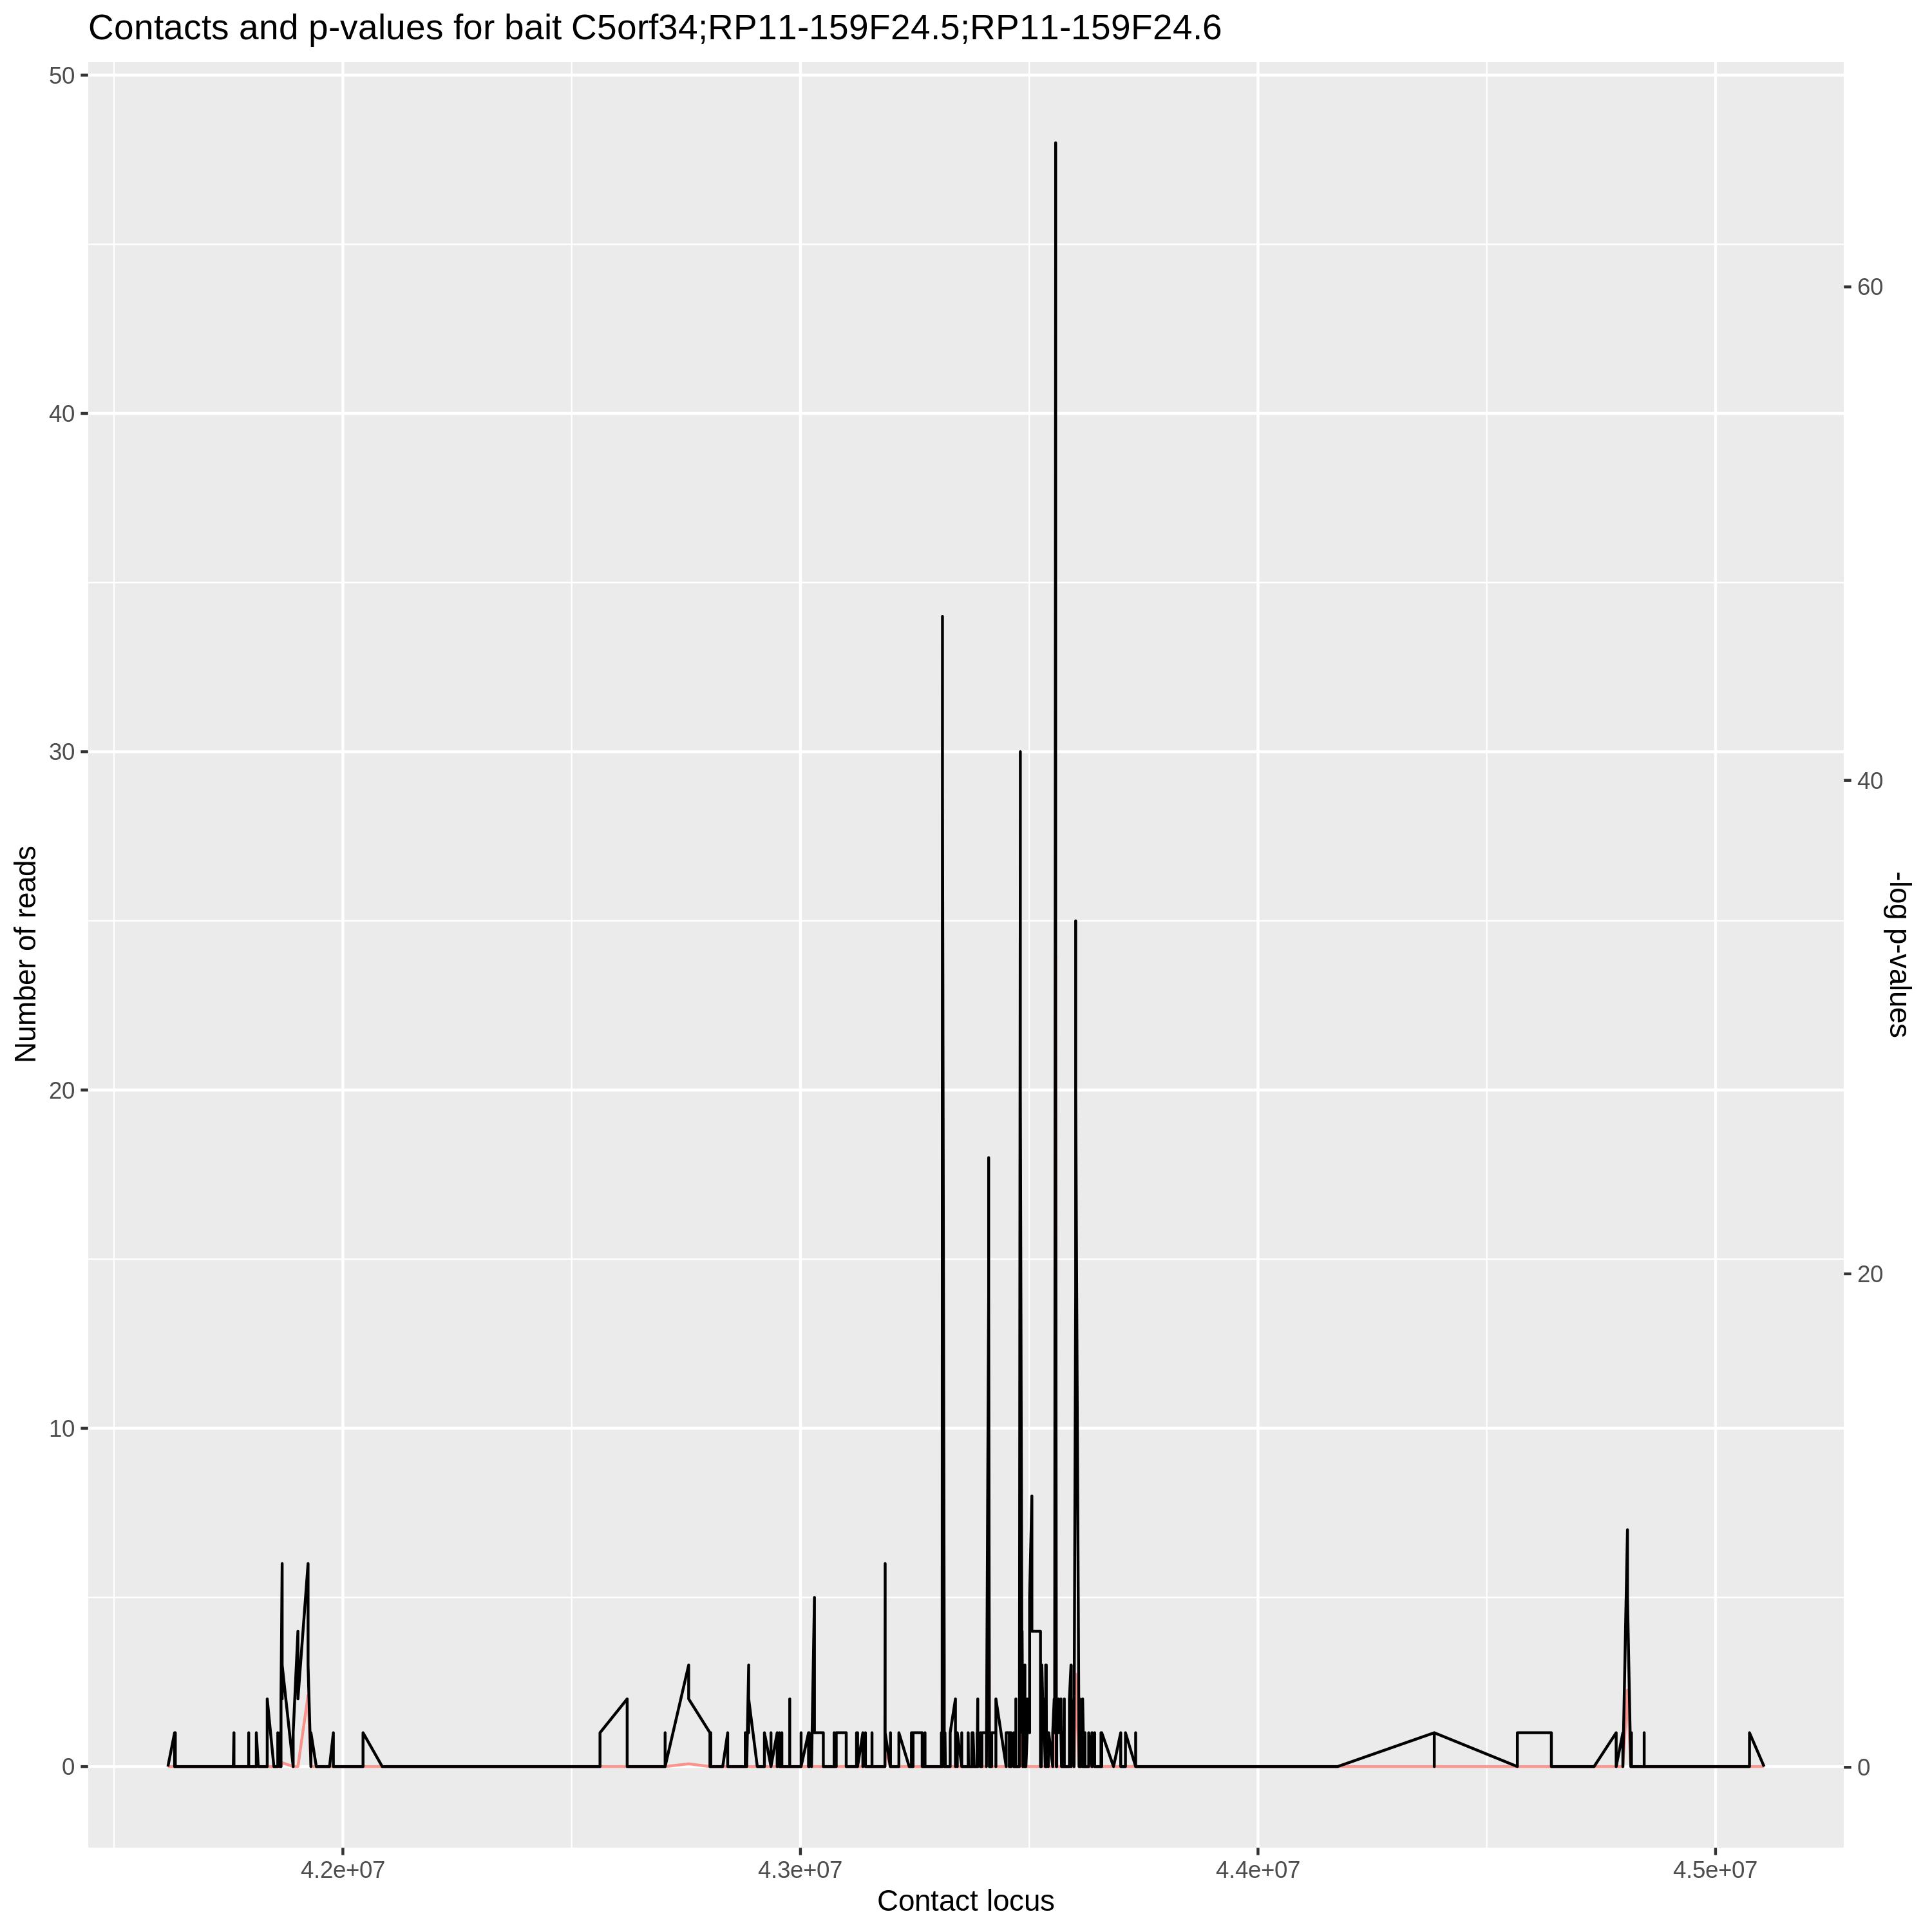 Contacts and p-values for bait C5orf34;RP11-159F24.5;RP11-159F24.6
50
40
30
20
10
0
Number of reads
60
40
20
0
-log p-values
4.2e+07
4.3e+07
4.4e+07
4.5e+07
Contact locus